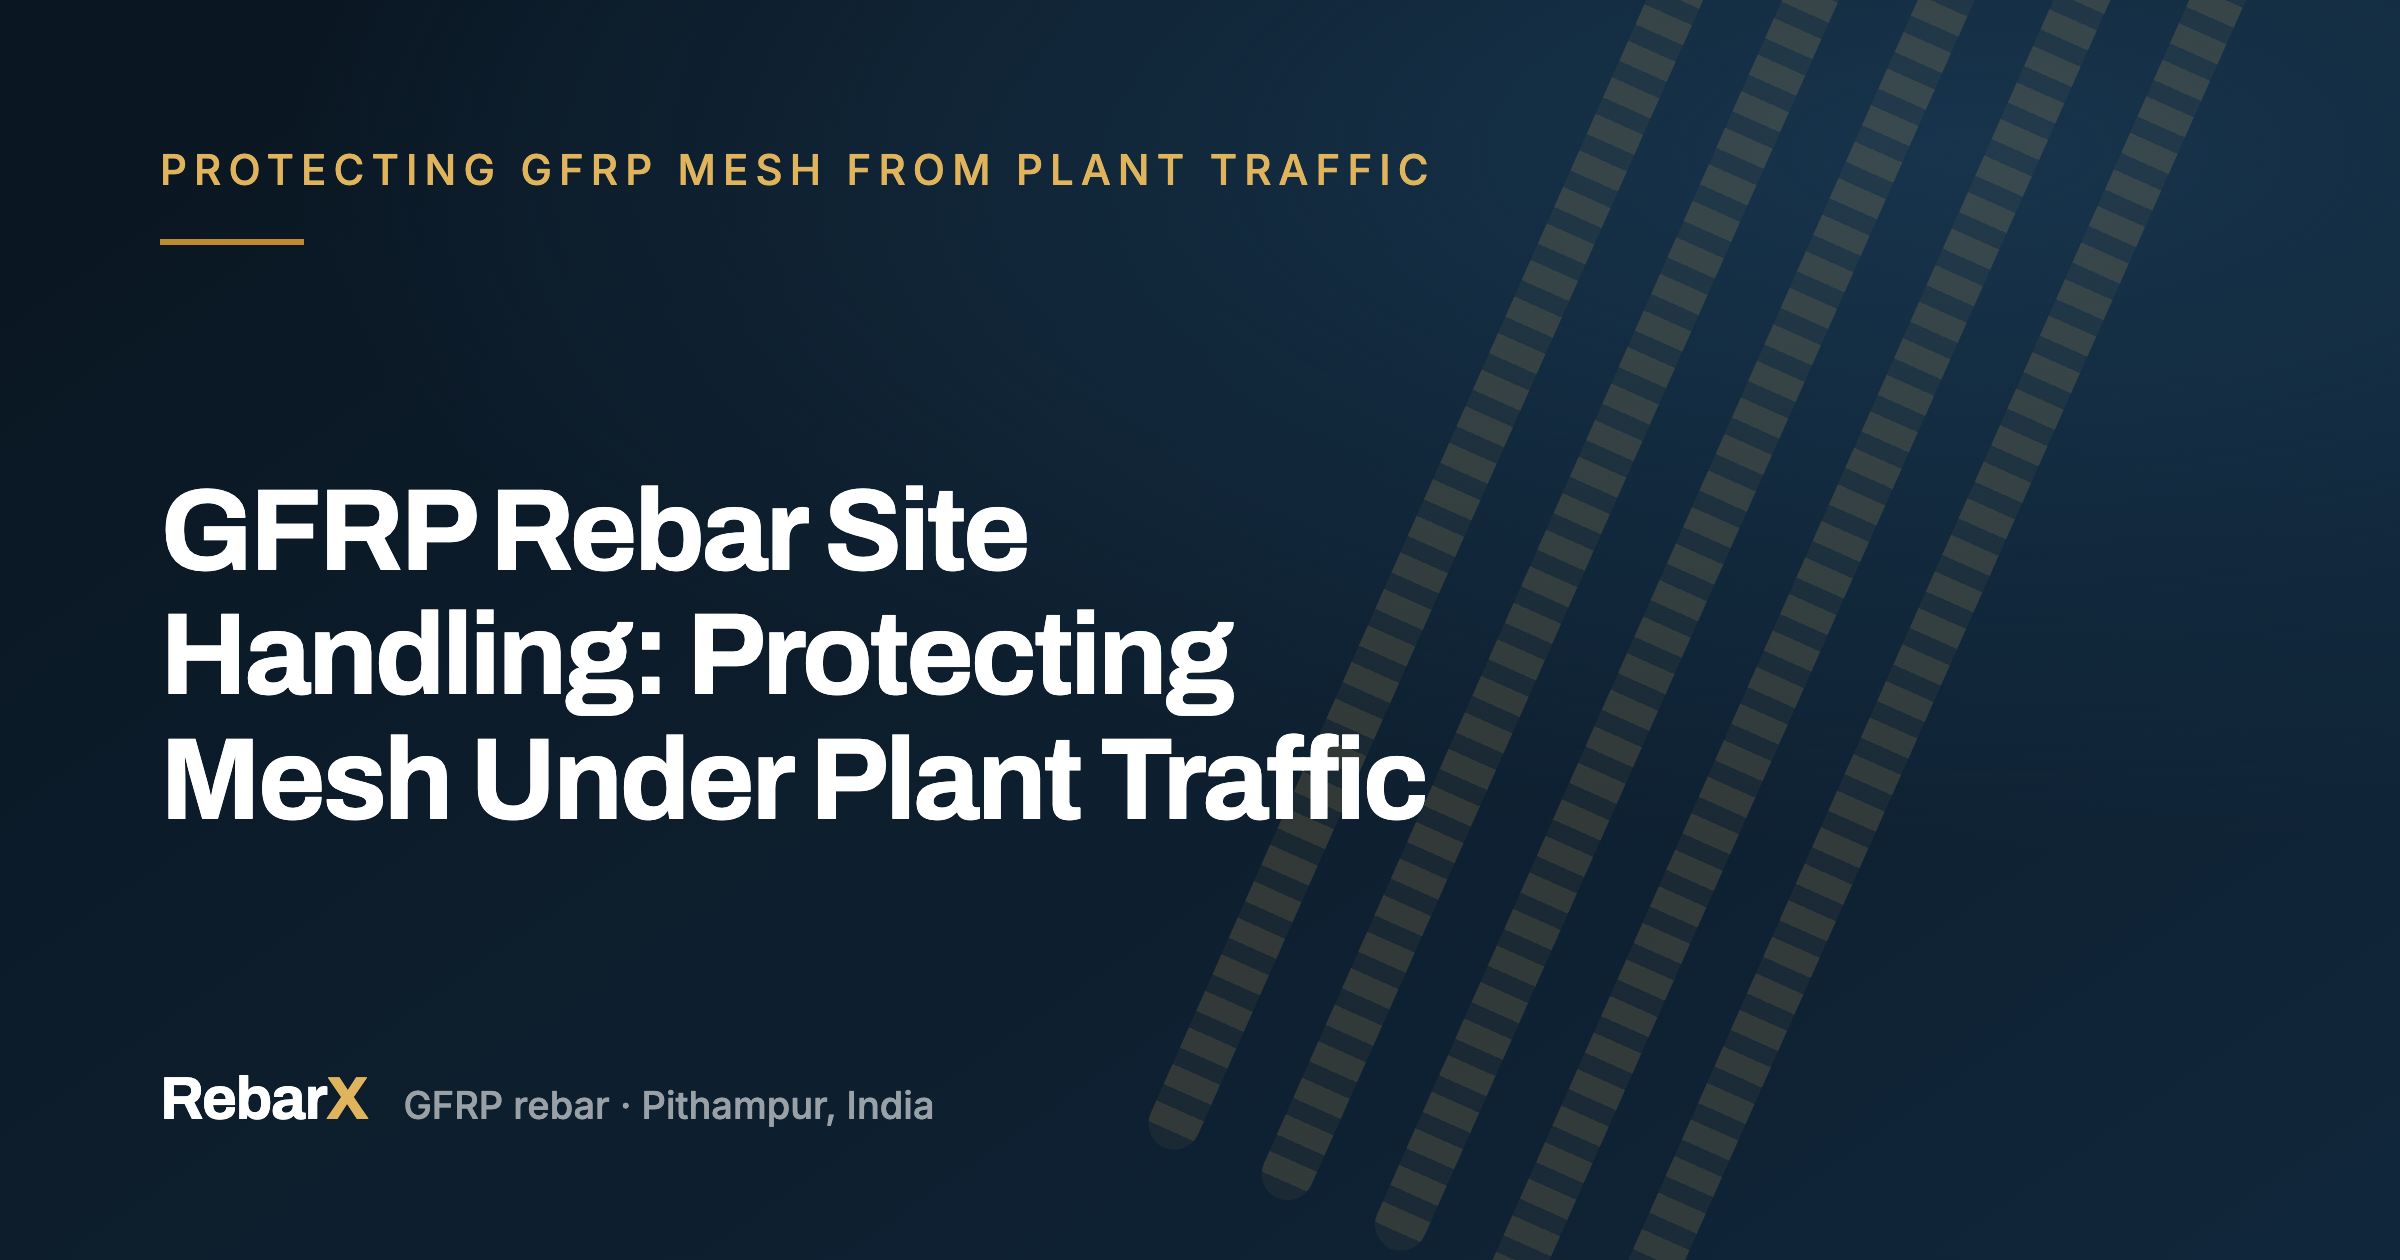 PROTECTING GFRP MESH FROM PLANT TRAFFIC
GFRP Rebar Site
Handling: Protecting
Mesh Under Plant Traffic
RebarX GFRP rebar · Pithampur, India